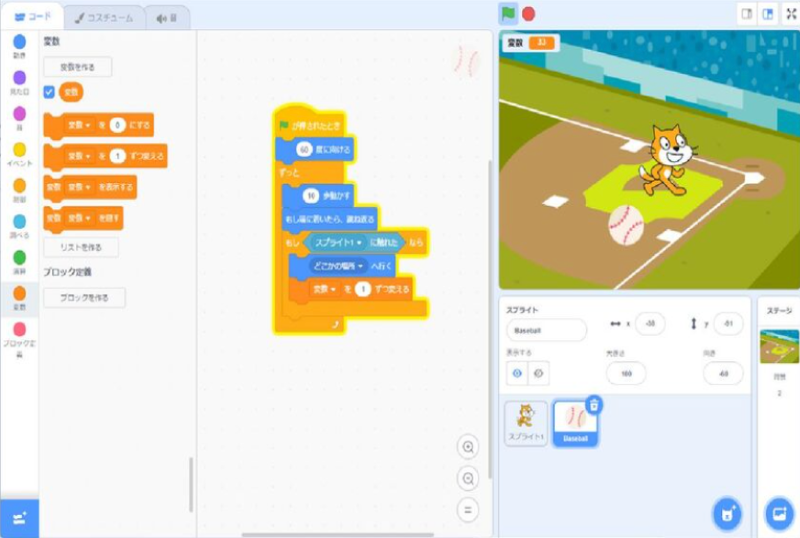 コード
コスチューム
音
動き
見た目
音
イベント
制御
調べる
演算
変数
ブロック定義
変数
変数を作る
変数
変数 を 0 にする
変数 を 1 ずつ変える
変数 変数 を表示する
変数 変数 を隠す
リストを作る
ブロック定義
ブロックを作る
が押されたとき
60 度に向ける
ずっと
10 歩動かす
もし端に着いたら、跳ね返る
もし スプライト1 に触れた なら
どこかの場所 へ行く
変数 を 1 ずつ変える
変数 33
スプライト
Baseball
x
y
表示する
大きさ
100
向き
-60
スプライト1
Baseball
ステージ
背景
2